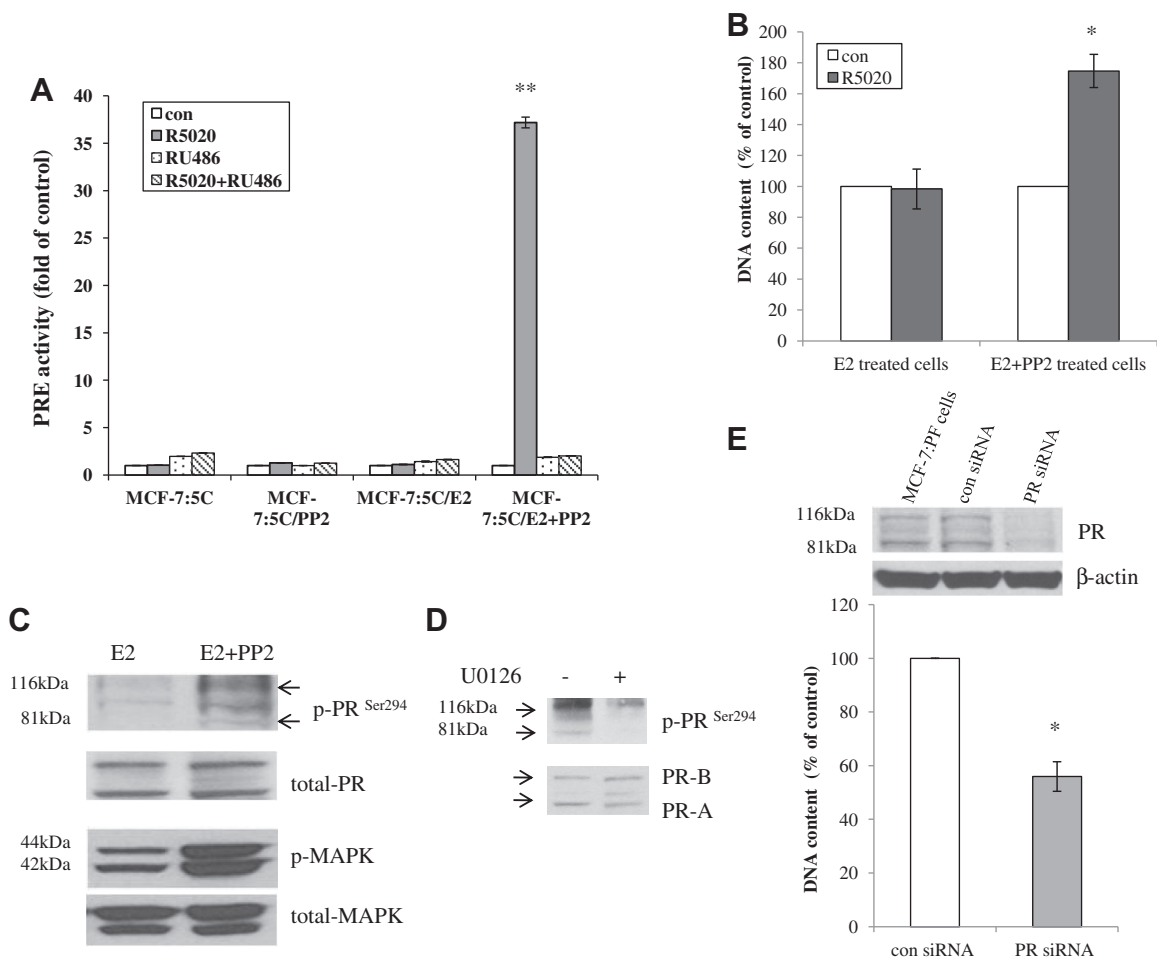 A
PRE activity (fold of control)
40
35
30
25
20
15
10
5
0
con
R5020
RU486
R5020+RU486
**
MCF-7:5C
MCF-
7:5C/PP2
MCF-7:5C/E2
MCF-
7:5C/E2+PP2
B
DNA content (% of control)
200
180
160
140
120
100
80
60
40
20
0
con
R5020
*
E2 treated cells
E2+PP2 treated cells
C
E2 E2+PP2
116kDa
81kDa
p-PR Ser294
total-PR
44kDa
42kDa
p-MAPK
total-MAPK
D
U0126 - +
116kDa
81kDa
p-PR Ser294
PR-B
PR-A
E
MCF-7:PF cells
con siRNA
PR siRNA
116kDa
81kDa
PR
β-actin
DNA content (% of control)
120
100
80
60
40
20
0
*
con siRNA
PR siRNA